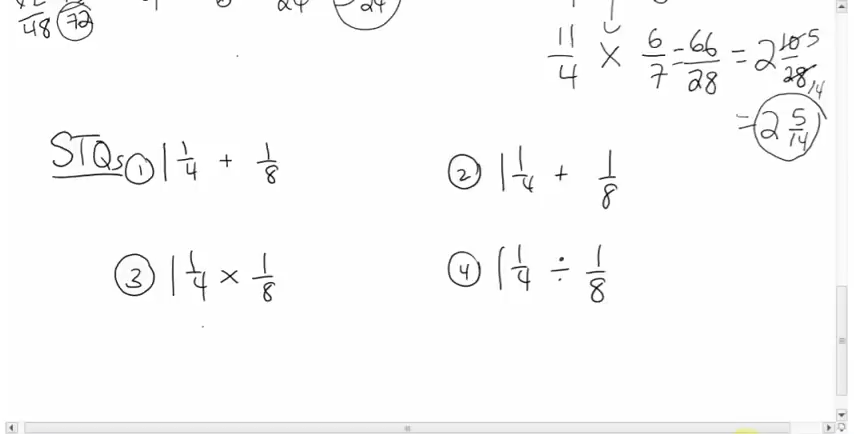 48 72 24 24
11/4 × 6/7 = 66/28 = 2 10/28 5/14
= 2 5/14
STQs ① 1 1/4 + 1/8
② 1 1/4 + 1/8
③ 1 1/4 × 1/8
④ 1 1/4 ÷ 1/8